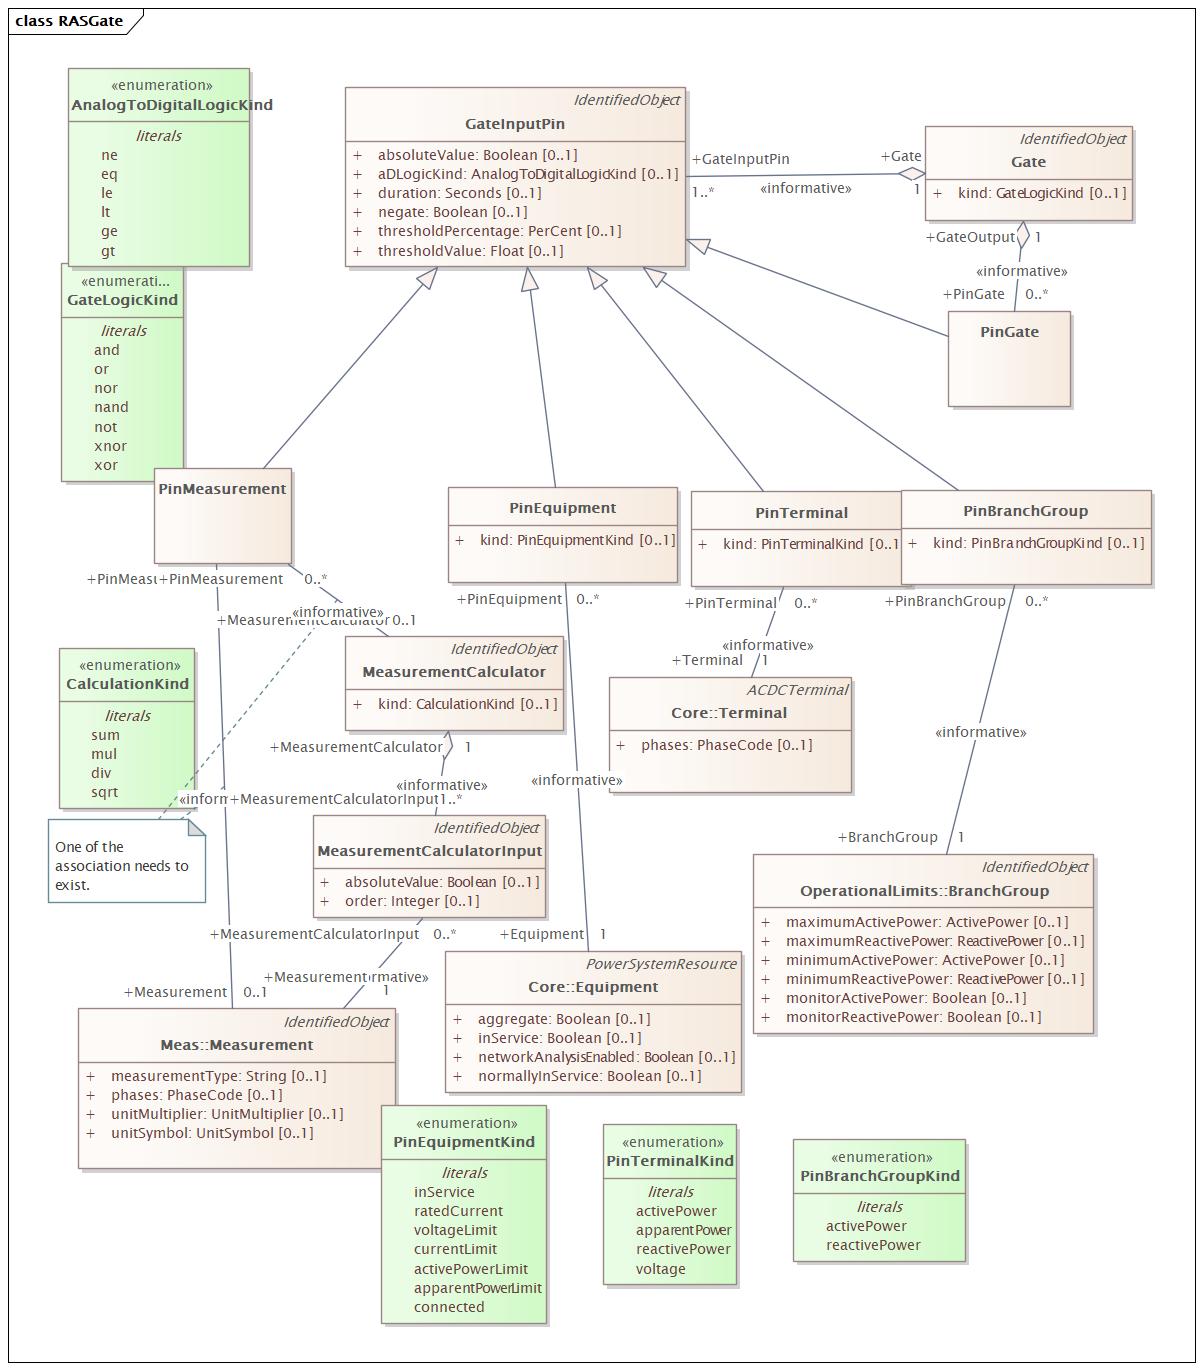 class RASGate
«enumeration»
AnalogToDigitalLogicKind
literals
ne
eq
le
lt
ge
gt
IdentifiedObject
GateInputPin
+ absoluteValue: Boolean [0..1]
+ aDLogicKind: AnalogToDigitalLogicKind [0..1]
+ duration: Seconds [0..1]
+ negate: Boolean [0..1]
+ thresholdPercentage: PerCent [0..1]
+ thresholdValue: Float [0..1]
+GateInputPin
1..*
«informative»
+Gate
1
IdentifiedObject
Gate
+ kind: GateLogicKind [0..1]
+GateOutput 1
«informative»
+PinGate 0..*
PinGate
«enumerati...
GateLogicKind
literals
and
or
nor
nand
not
xnor
xor
PinMeasurement
PinEquipment
+ kind: PinEquipmentKind [0..1]
PinTerminal
+ kind: PinTerminalKind [0..1
PinBranchGroup
+ kind: PinBranchGroupKind [0..1]
+PinMeasu
+PinMeasurement 0..*
«informative»
+MeasurementCalculator 0..1
+PinEquipment 0..*
+PinTerminal 0..*
+PinBranchGroup 0..*
«informative»
+Terminal 1
«enumeration»
CalculationKind
literals
sum
mul
div
sqrt
IdentifiedObject
MeasurementCalculator
+ kind: CalculationKind [0..1]
ACDCTerminal
Core::Terminal
+ phases: PhaseCode [0..1]
«informative»
+MeasurementCalculator 1
«informative»
«informative»
«inforn
+MeasurementCalculatorInput 1..*
One of the
association needs to
exist.
IdentifiedObject
MeasurementCalculatorInput
+ absoluteValue: Boolean [0..1]
+ order: Integer [0..1]
+BranchGroup 1
IdentifiedObject
OperationalLimits::BranchGroup
+ maximumActivePower: ActivePower [0..1]
+ maximumReactivePower: ReactivePower [0..1]
+ minimumActivePower: ActivePower [0..1]
+ minimumReactivePower: ReactivePower [0..1]
+ monitorActivePower: Boolean [0..1]
+ monitorReactivePower: Boolean [0..1]
+MeasurementCalculatorInput 0..*
+Equipment 1
+Measurement
rmative»
1
+Measurement 0..1
PowerSystemResource
Core::Equipment
+ aggregate: Boolean [0..1]
+ inService: Boolean [0..1]
+ networkAnalysisEnabled: Boolean [0..1]
+ normallyInService: Boolean [0..1]
IdentifiedObject
Meas::Measurement
+ measurementType: String [0..1]
+ phases: PhaseCode [0..1]
+ unitMultiplier: UnitMultiplier [0..1]
+ unitSymbol: UnitSymbol [0..1]
«enumeration»
PinEquipmentKind
literals
inService
ratedCurrent
voltageLimit
currentLimit
activePowerLimit
apparentPowerLimit
connected
«enumeration»
PinTerminalKind
literals
activePower
apparentPower
reactivePower
voltage
«enumeration»
PinBranchGroupKind
literals
activePower
reactivePower